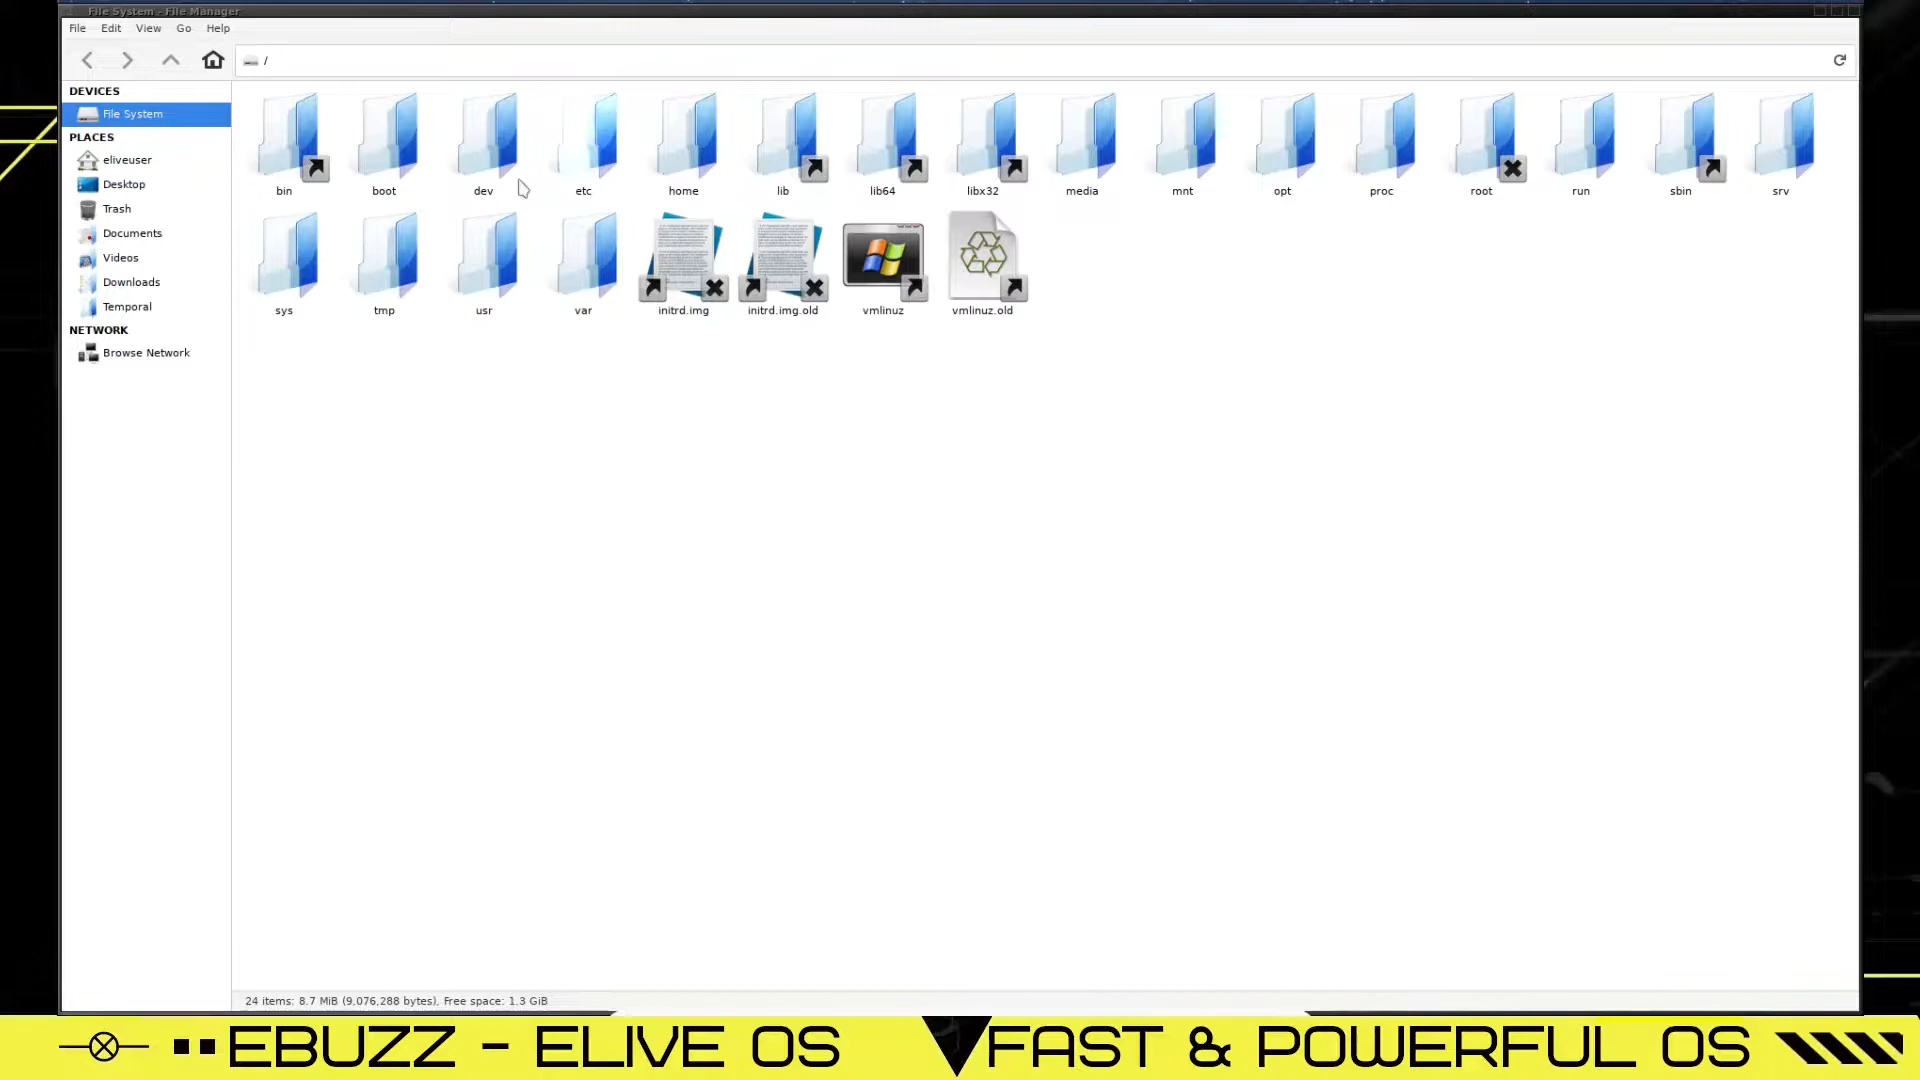 File System - File Manager
File Edit View Go Help
/
DEVICES
File System
PLACES
eliveuser
Desktop
Trash
Documents
Videos
Downloads
Temporal
NETWORK
Browse Network
bin boot dev etc home lib lib64 libx32 media mnt opt proc root run sbin srv
sys tmp usr var initrd.img initrd.img.old vmlinuz vmlinuz.old
24 items: 8.7 MiB (9,076,288 bytes), Free space: 1.3 GiB
EBUZZ - ELIVE OS FAST & POWERFUL OS